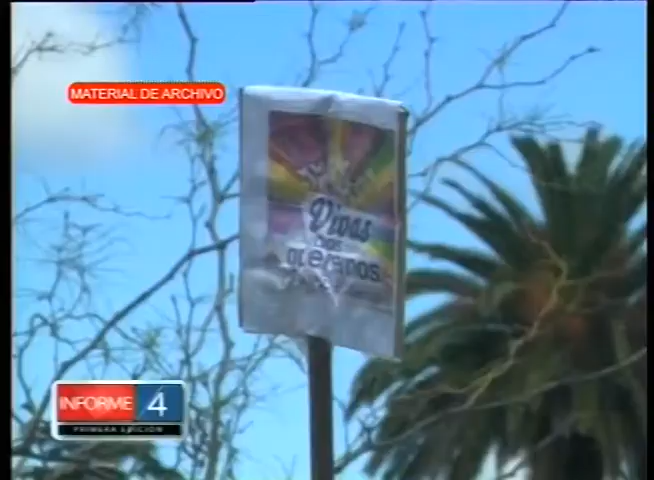 MATERIAL DE ARCHIVO
Vivas
nos
queremos
INFORME 4
PRIMERA EDICIÓN